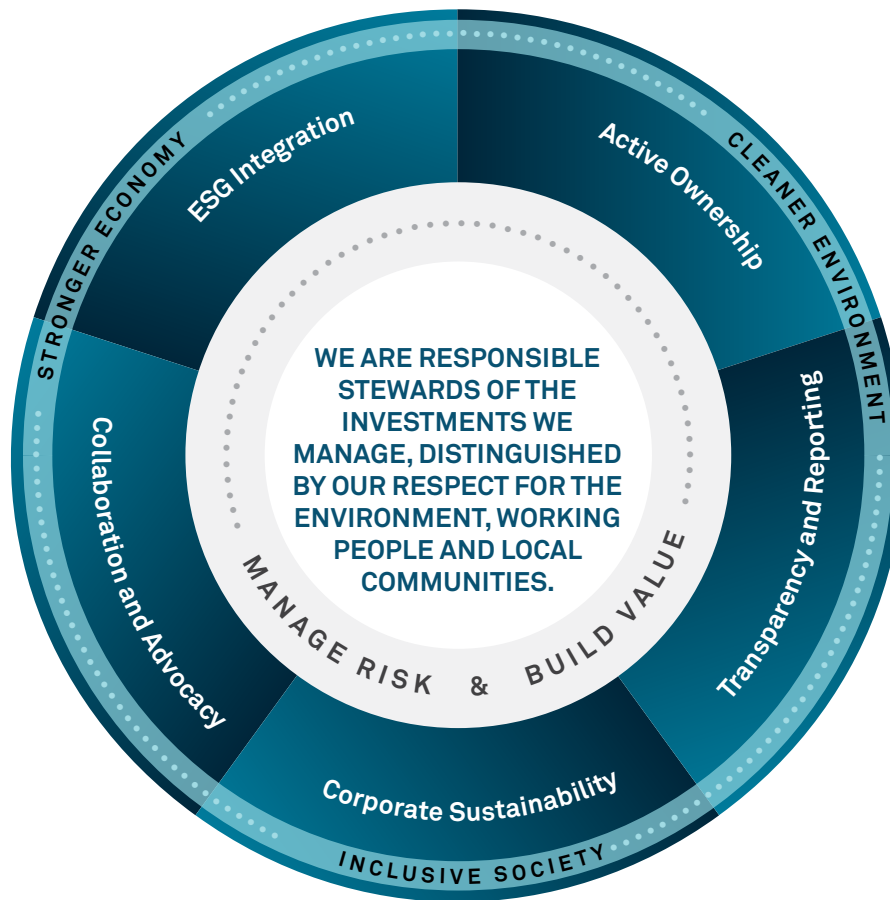 STRONGER ECONOMY
CLEANER ENVIRONMENT
ESG Integration
Active Ownership
WE ARE RESPONSIBLE
STEWARDS OF THE
INVESTMENTS WE
MANAGE, DISTINGUISHED
BY OUR RESPECT FOR THE
ENVIRONMENT, WORKING
PEOPLE AND LOCAL
COMMUNITIES.
MANAGE RISK & BUILD VALUE
Collaboration and Advocacy
Transparency and Reporting
Corporate Sustainability
INCLUSIVE SOCIETY